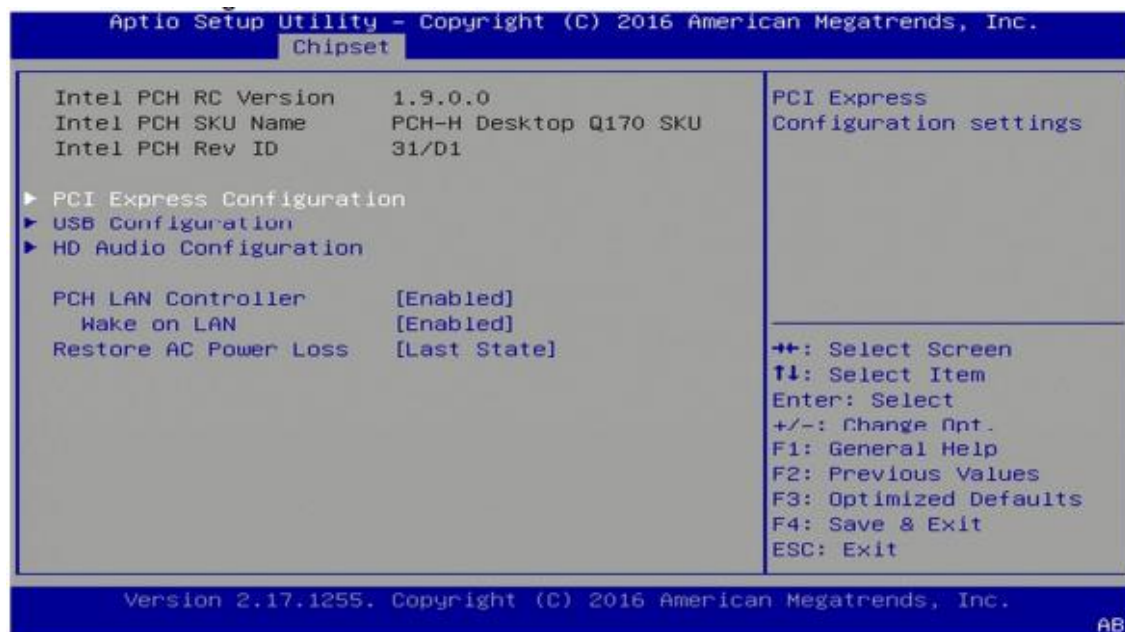 Aptio Setup Utility – Copyright (C) 2016 American Megatrends, Inc.
Chipset
Intel PCH RC Version 1.9.0.0
Intel PCH SKU Name PCH-H Desktop Q170 SKU
Intel PCH Rev ID 31/D1
► PCI Express Configuration
► USB Configuration
► HD Audio Configuration
PCH LAN Controller [Enabled]
Wake on LAN [Enabled]
Restore AC Power Loss [Last State]
PCI Express
Configuration settings
→←: Select Screen
↑↓: Select Item
Enter: Select
+/-: Change Opt.
F1: General Help
F2: Previous Values
F3: Optimized Defaults
F4: Save & Exit
ESC: Exit
Version 2.17.1255. Copyright (C) 2016 American Megatrends, Inc.
AB